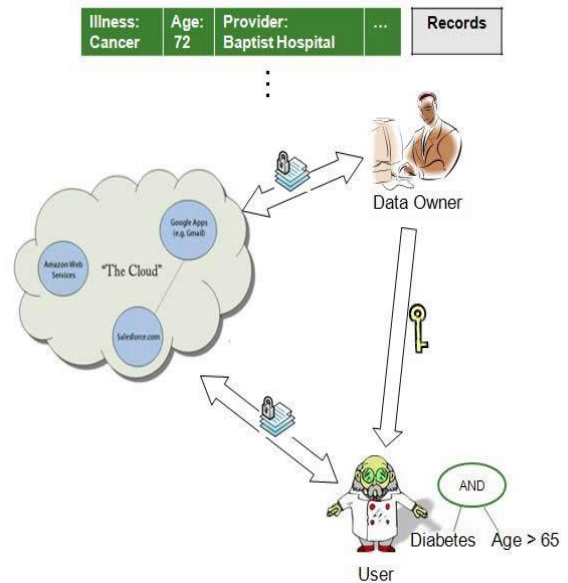 Illness: Age: Provider: ... Records
Cancer 72 Baptist Hospital
Data Owner
Google Apps
(e.g. Gmail)
Amazon Web
Services
"The Cloud"
Salesforce.com
AND
Diabetes Age > 65
User